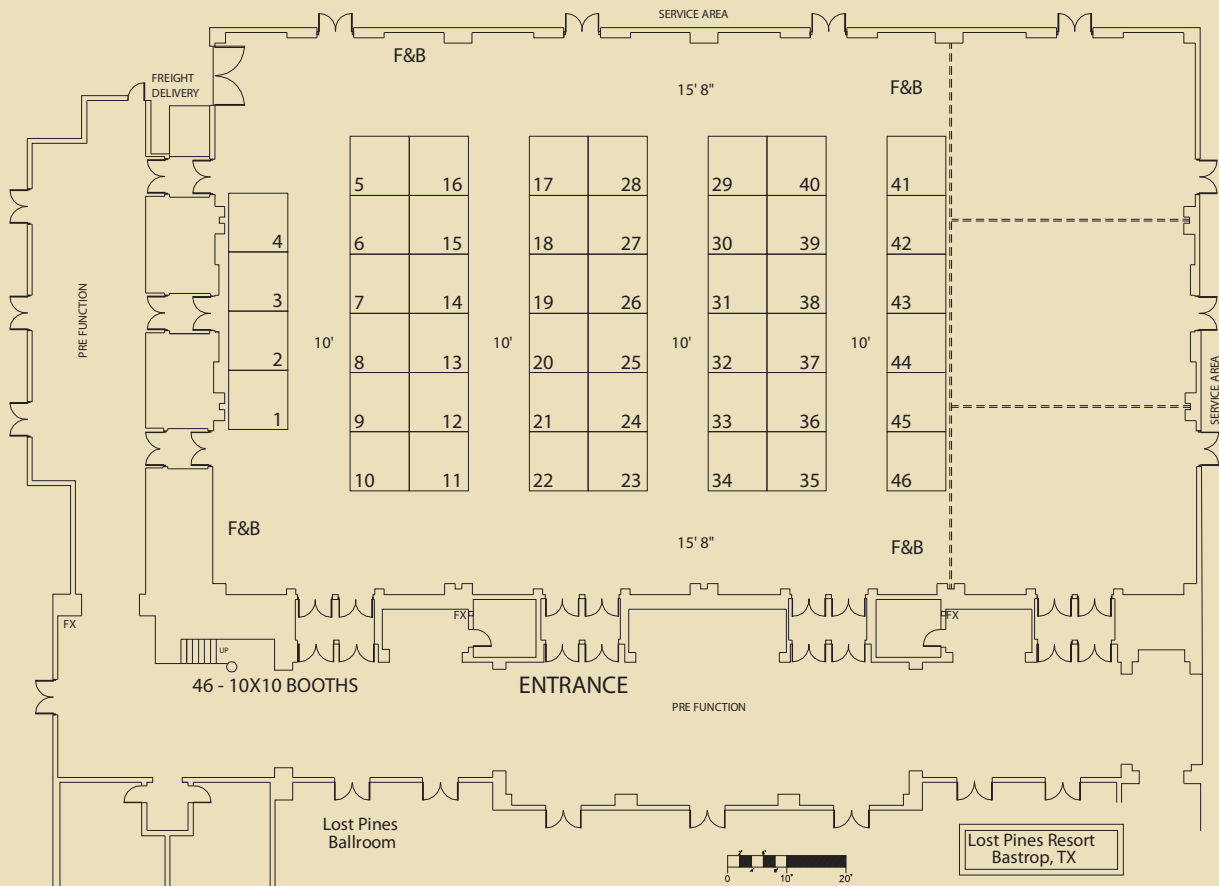 SERVICE AREA
F&B
FREIGHT
DELIVERY
15' 8"
F&B
5 16 17 28 29 40 41
4 6 15 18 27 30 39 42
3 7 14 19 26 31 38 43
PRE FUNCTION
10' 10' 10' 10'
2 8 13 20 25 32 37 44
SERVICE AREA
1 9 12 21 24 33 36 45
10 11 22 23 34 35 46
F&B
15' 8"
F&B
FX
FX
FX
UP
46 - 10X10 BOOTHS
ENTRANCE
PRE FUNCTION
Lost Pines
Ballroom
Lost Pines Resort
Bastrop, TX
0 10' 20'